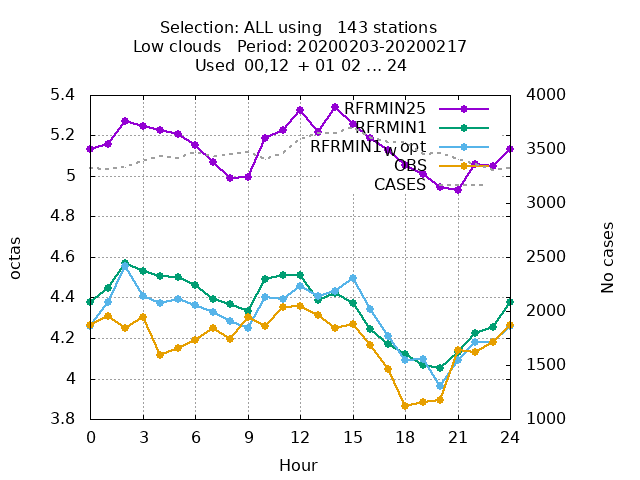 Selection: ALL using   143 stations
Low clouds   Period: 20200203-20200217
Used  00,12  + 01 02 ... 24
5.4
5.2
5
4.8
4.6
4.4
4.2
4
3.8
octas
4000
3500
3000
2500
2000
1500
1000
No cases
RFRMIN25
RFRMIN1
RFRMIN1w opt
OBS
CASES
0 3 6 9 12 15 18 21 24
Hour